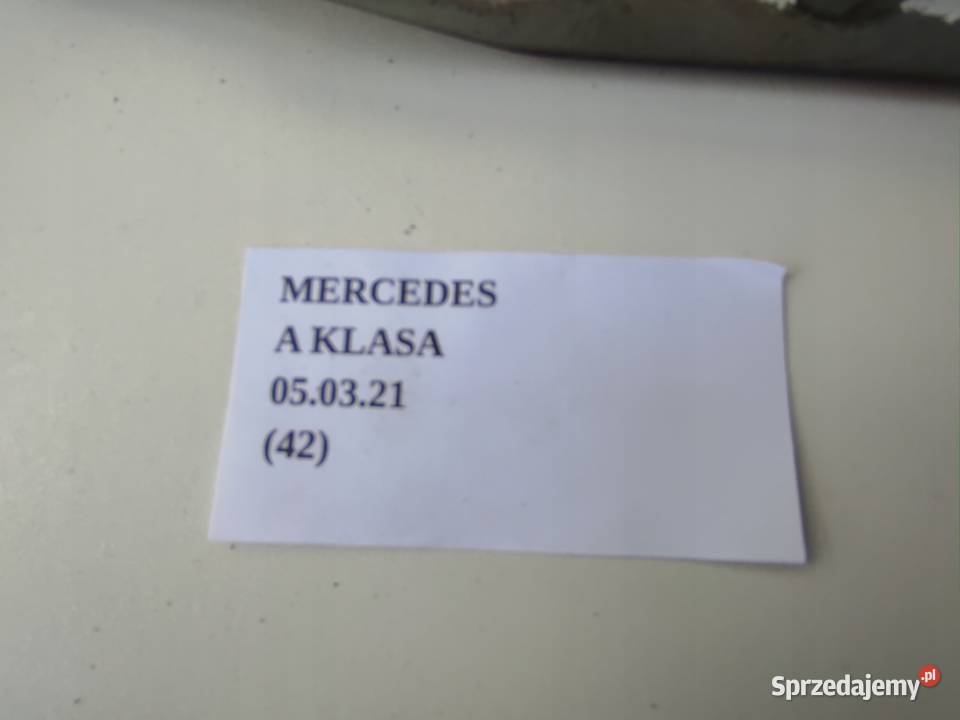 MERCEDES
A KLASA
05.03.21
(42)
Sprzedajemy.pl